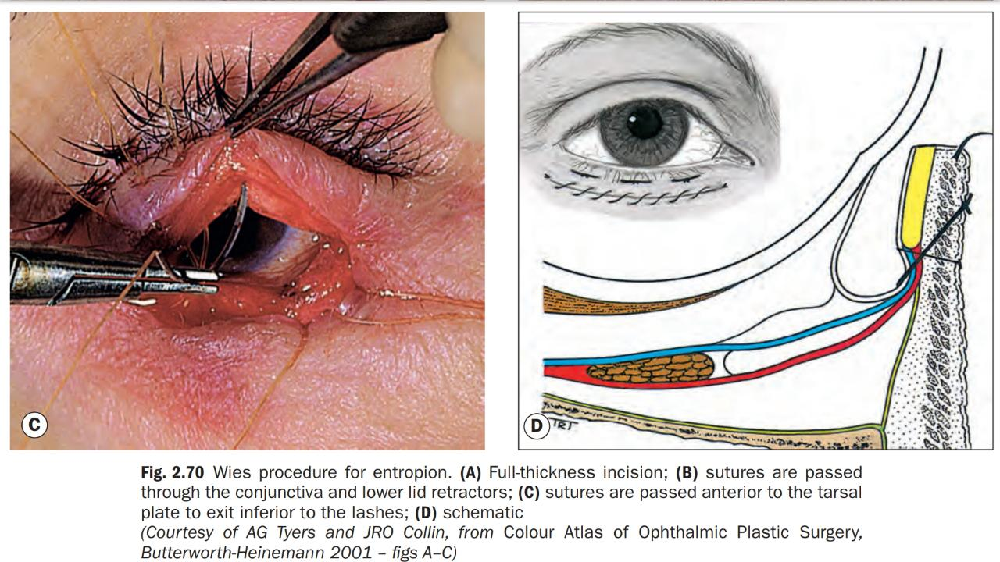 C
D
TRT
Fig. 2.70 Wies procedure for entropion. (A) Full-thickness incision; (B) sutures are passed
through the conjunctiva and lower lid retractors; (C) sutures are passed anterior to the tarsal
plate to exit inferior to the lashes; (D) schematic
(Courtesy of AG Tyers and JRO Collin, from Colour Atlas of Ophthalmic Plastic Surgery,
Butterworth-Heinemann 2001 – figs A–C)